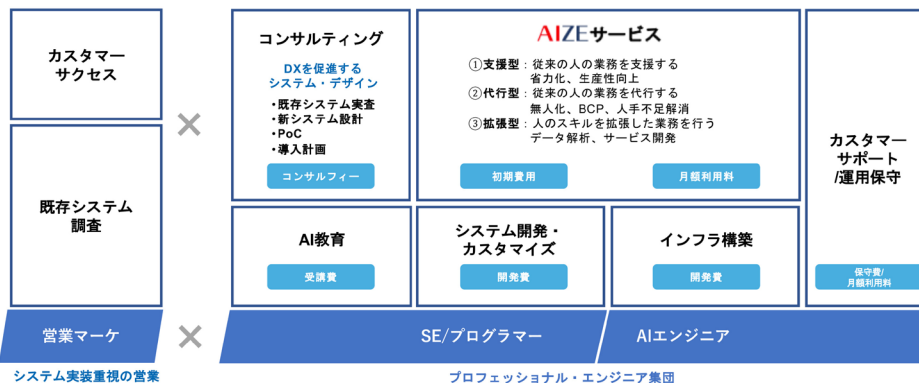 カスタマー
サクセス
既存システム
調査
営業マーケ
システム実装重視の営業
×
×
コンサルティング
DXを促進する
システム・デザイン
・既存システム実査
・新システム設計
・PoC
・導入計画
コンサルフィー
AIZEサービス
①支援型：従来の人の業務を支援する
省力化、生産性向上
②代行型：従来の人の業務を代行する
無人化、BCP、人手不足解消
③拡張型：人のスキルを拡張した業務を行う
データ解析、サービス開発
初期費用
月額利用料
AI教育
受講費
システム開発・
カスタマイズ
開発費
インフラ構築
開発費
カスタマー
サポート
/運用保守
保守費/
月額利用料
SE/プログラマー
AIエンジニア
プロフェッショナル・エンジニア集団